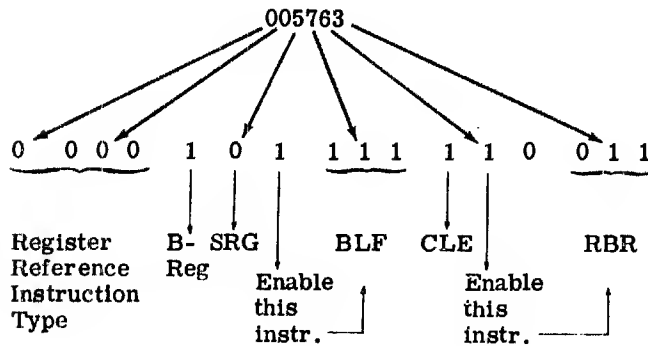 005763
0 0 0 0 1 0 1 1 1 1 1 1 0 0 1 1
Register B- SRG BLF CLE RBR
Reference Reg
Instruction Enable Enable
Type this this
instr. instr.